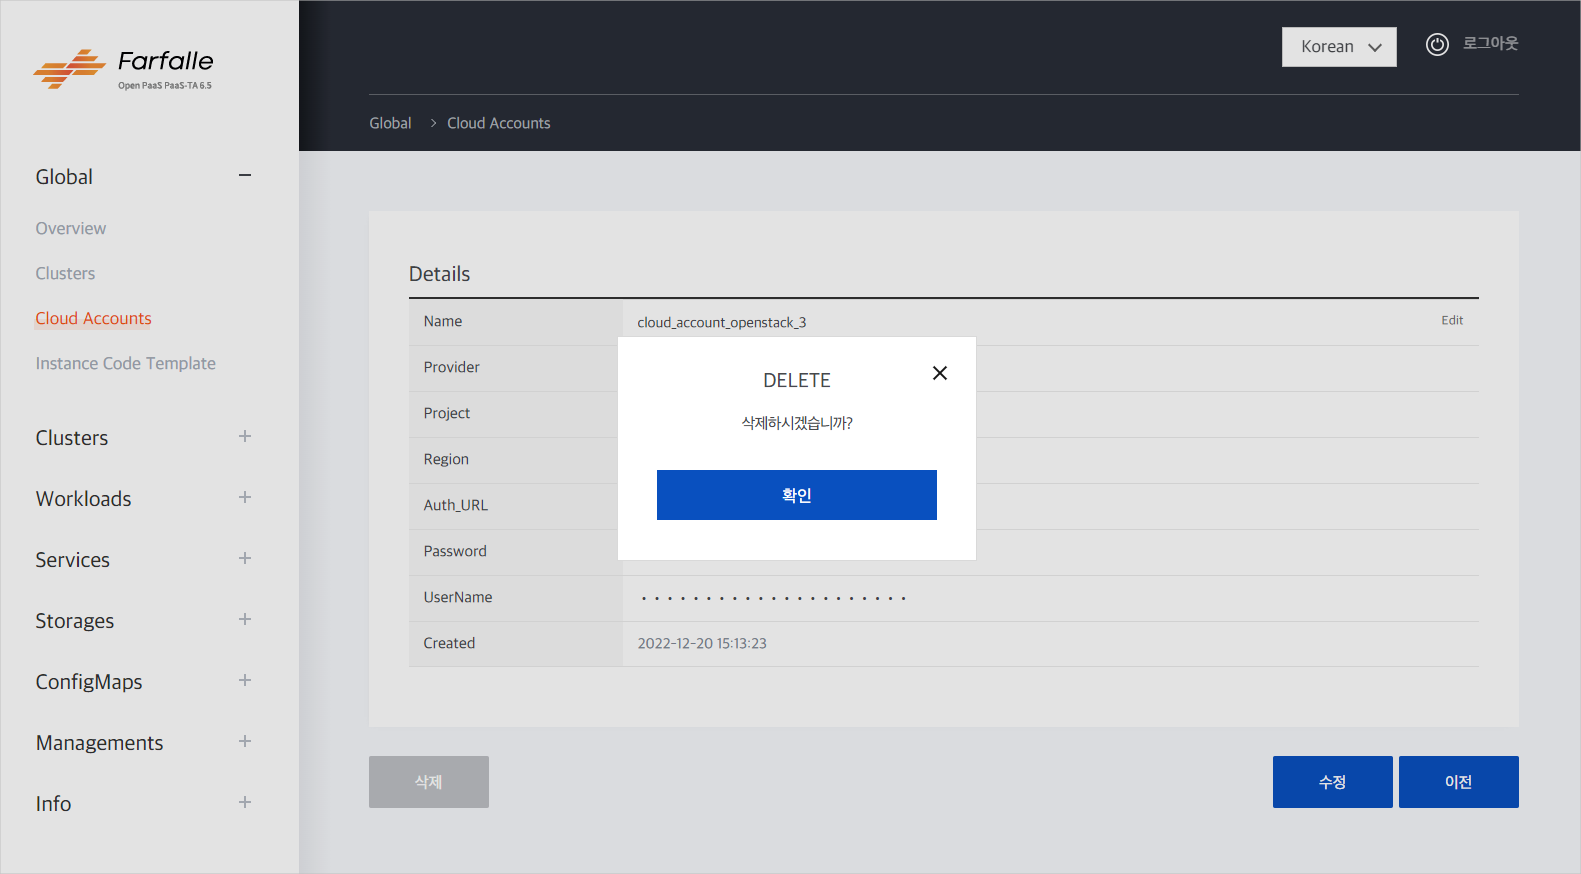 Farfalle
Open PaaS PaaS-TA 6.5
Korean
로그아웃
Global > Cloud Accounts
Global
Overview
Clusters
Cloud Accounts
Instance Code Template
Clusters
Workloads
Services
Storages
ConfigMaps
Managements
Info
Details
Name cloud_account_openstack_3 Edit
Provider
Project
Region
Auth_URL
Password
UserName
Created 2022-12-20 15:13:23
DELETE
삭제하시겠습니까?
확인
삭제
수정
이전